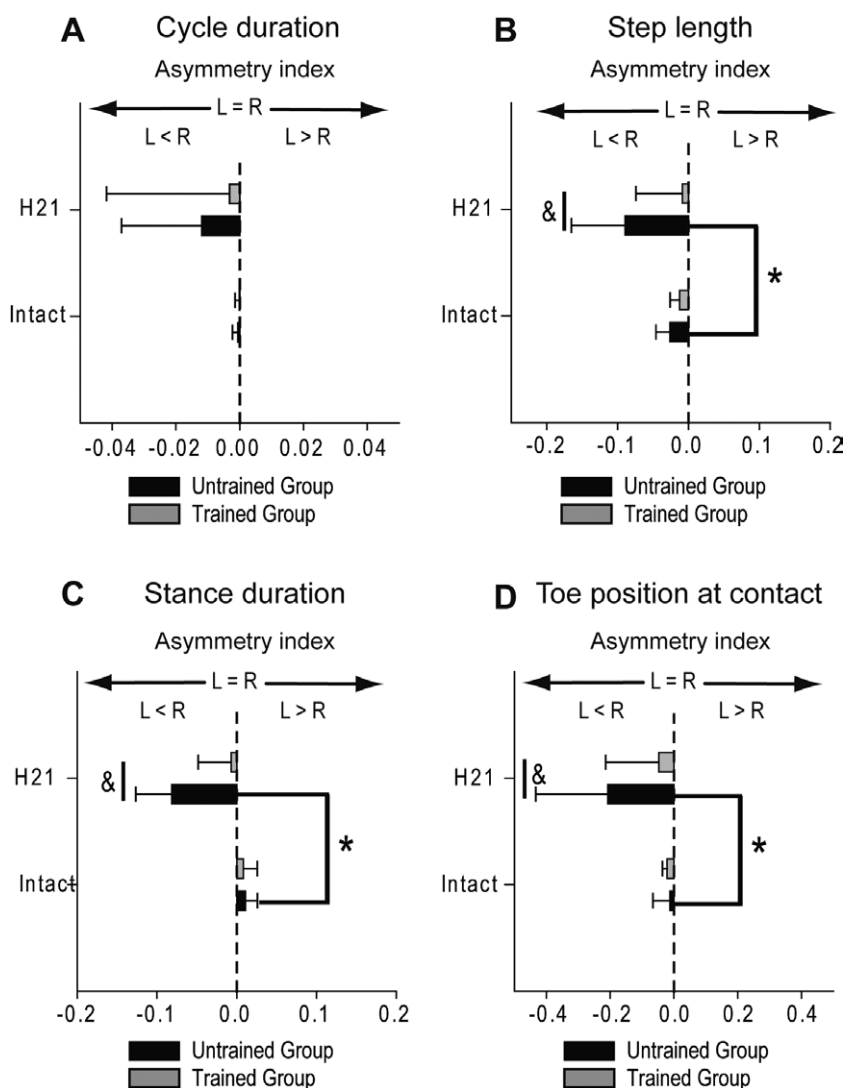 A Cycle duration
Asymmetry index
L = R
L < R L > R
H21
Intact
-0.04 -0.02 0.00 0.02 0.04
Untrained Group
Trained Group
B Step length
Asymmetry index
L = R
L < R L > R
H21
&
*
Intact
-0.2 -0.1 0.0 0.1 0.2
Untrained Group
Trained Group
C Stance duration
Asymmetry index
L = R
L < R L > R
H21
&
*
Intact
-0.2 -0.1 0.0 0.1 0.2
Untrained Group
Trained Group
D Toe position at contact
Asymmetry index
L = R
L < R L > R
H21
&
*
Intact
-0.4 -0.2 0.0 0.2 0.4
Untrained Group
Trained Group